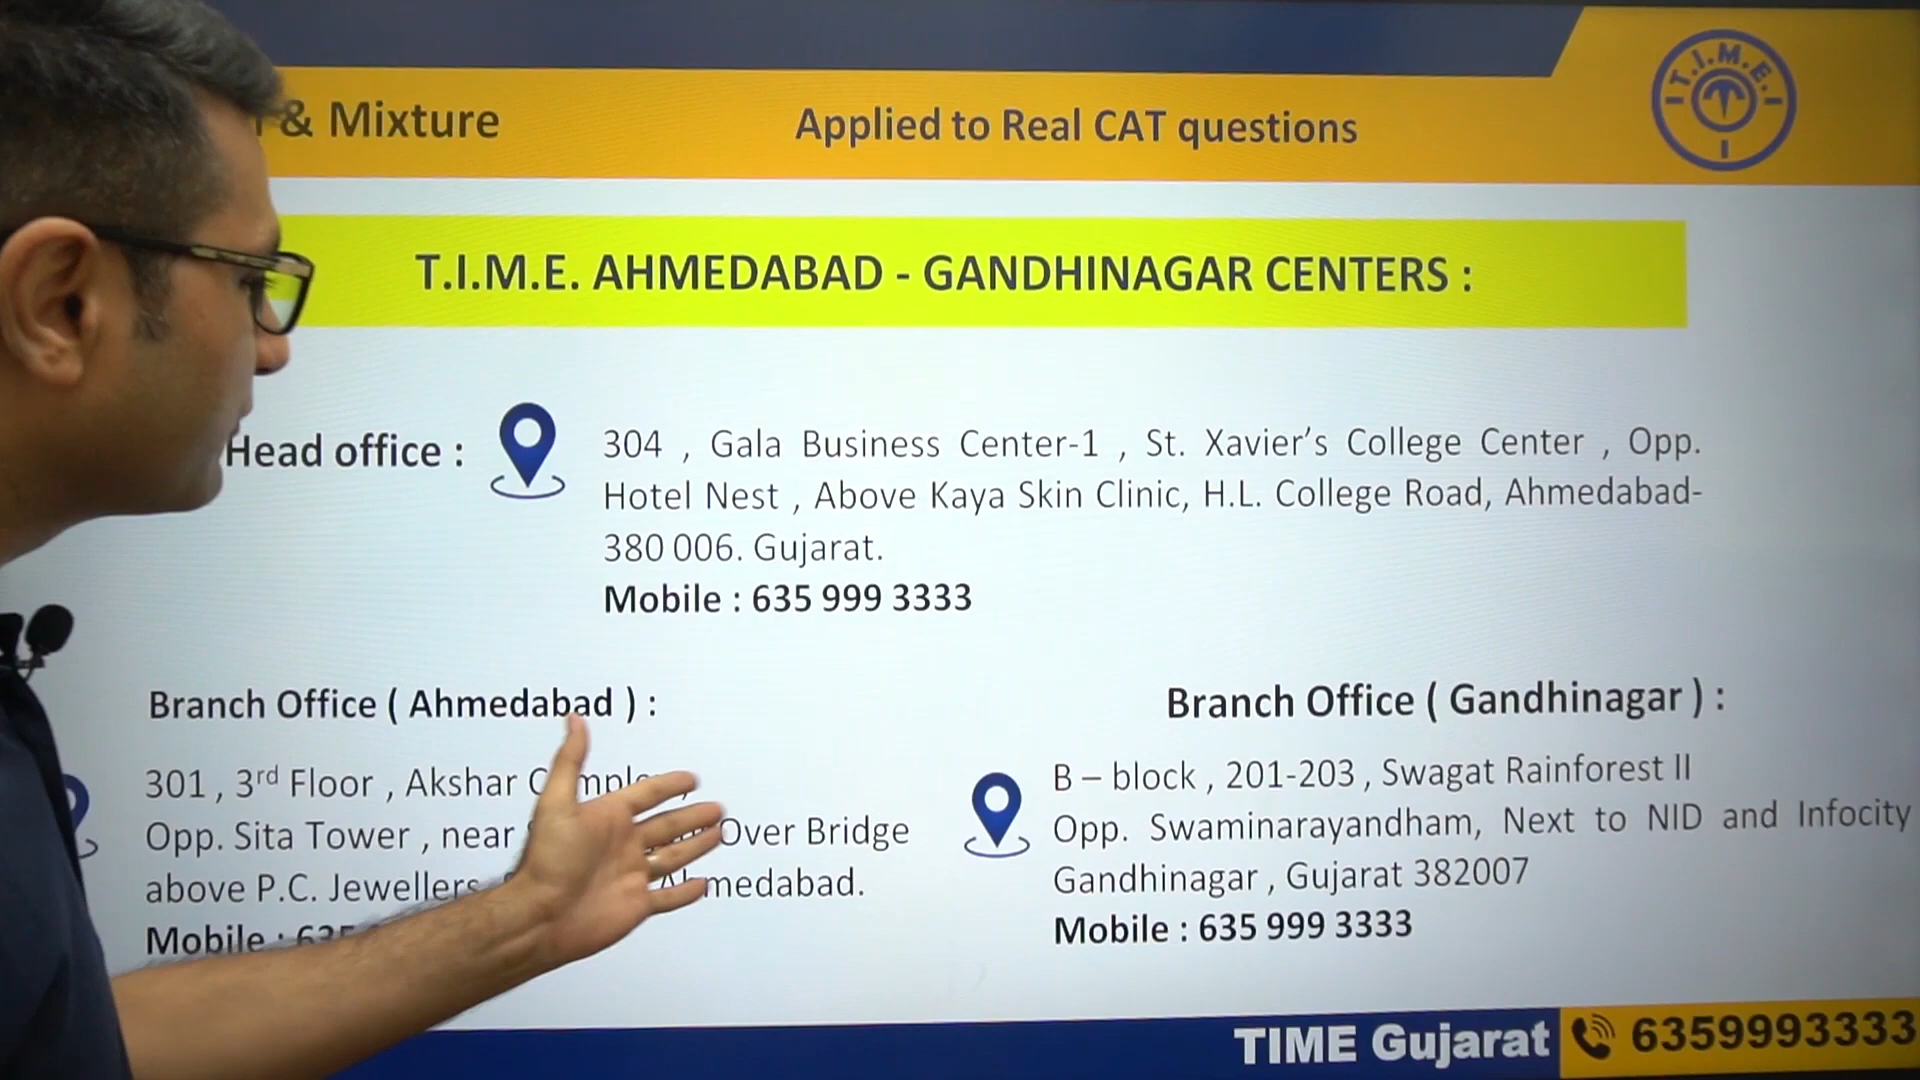 & Mixture
Applied to Real CAT questions
T.I.M.E.
T.I.M.E. AHMEDABAD - GANDHINAGAR CENTERS :
Head office :
304 , Gala Business Center-1 , St. Xavier’s College Center , Opp.
Hotel Nest , Above Kaya Skin Clinic, H.L. College Road, Ahmedabad-
380 006. Gujarat.
Mobile : 635 999 3333
Branch Office ( Ahmedabad ) :
301 , 3rd Floor , Akshar
Opp. Sita Tower , near Over Bridge
above P.C. Jewellers, Ahmedabad.
Mobile : 635
Branch Office ( Gandhinagar ) :
B – block , 201-203 , Swagat Rainforest II
Opp. Swaminarayandham, Next to NID and Infocity
Gandhinagar , Gujarat 382007
Mobile : 635 999 3333
TIME Gujarat
6359993333